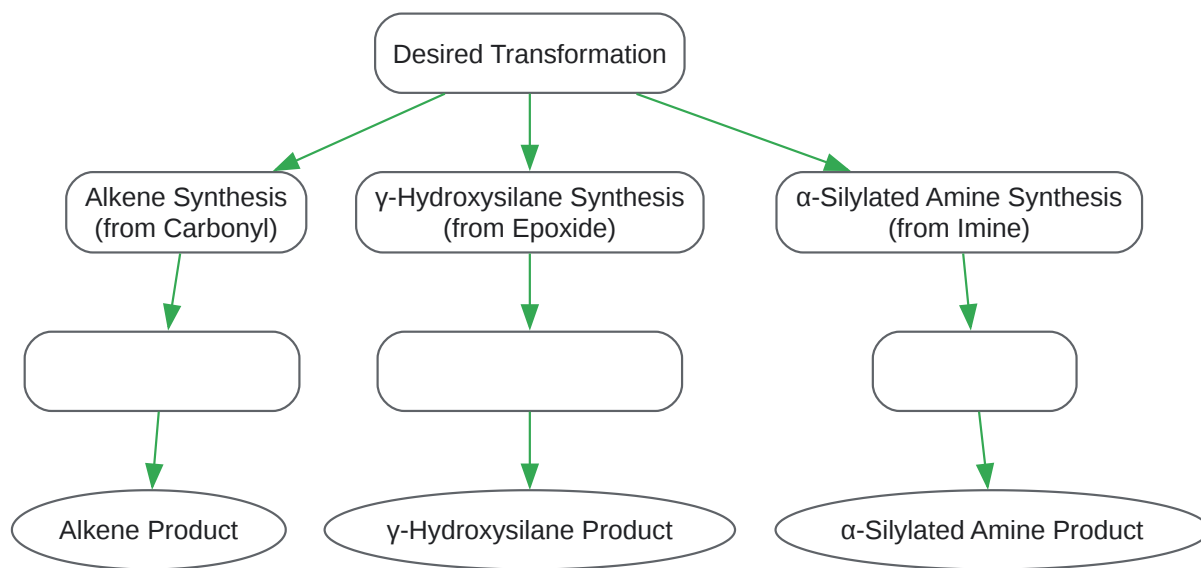 Desired Transformation
Alkene Synthesis
(from Carbonyl)
γ-Hydroxysilane Synthesis
(from Epoxide)
α-Silylated Amine Synthesis
(from Imine)
Alkene Product
γ-Hydroxysilane Product
α-Silylated Amine Product